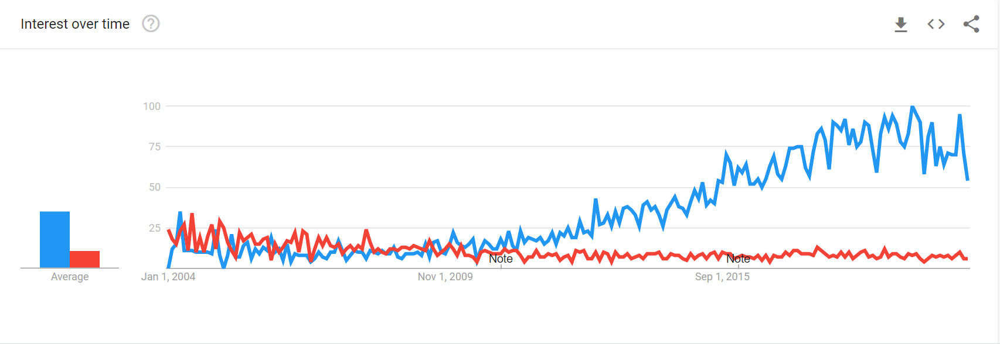 Interest over time
100
75
50
25
Note Note
Average Jan 1, 2004 Nov 1, 2009 Sep 1, 2015